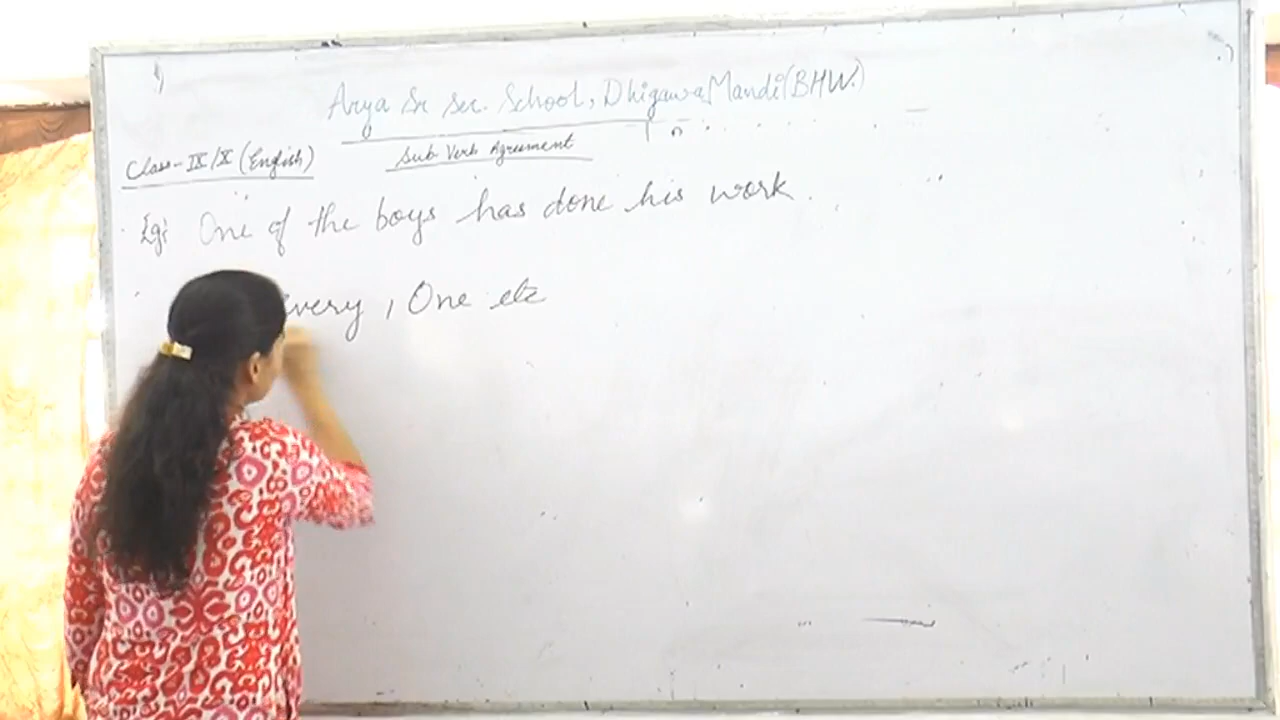 Arya Sr Sec. School, Dhigawa Mandi (BHW.)
Class-IX/X (English)
Sub Verb Agreement
Eg: One of the boys has done his work.
Every, One etc